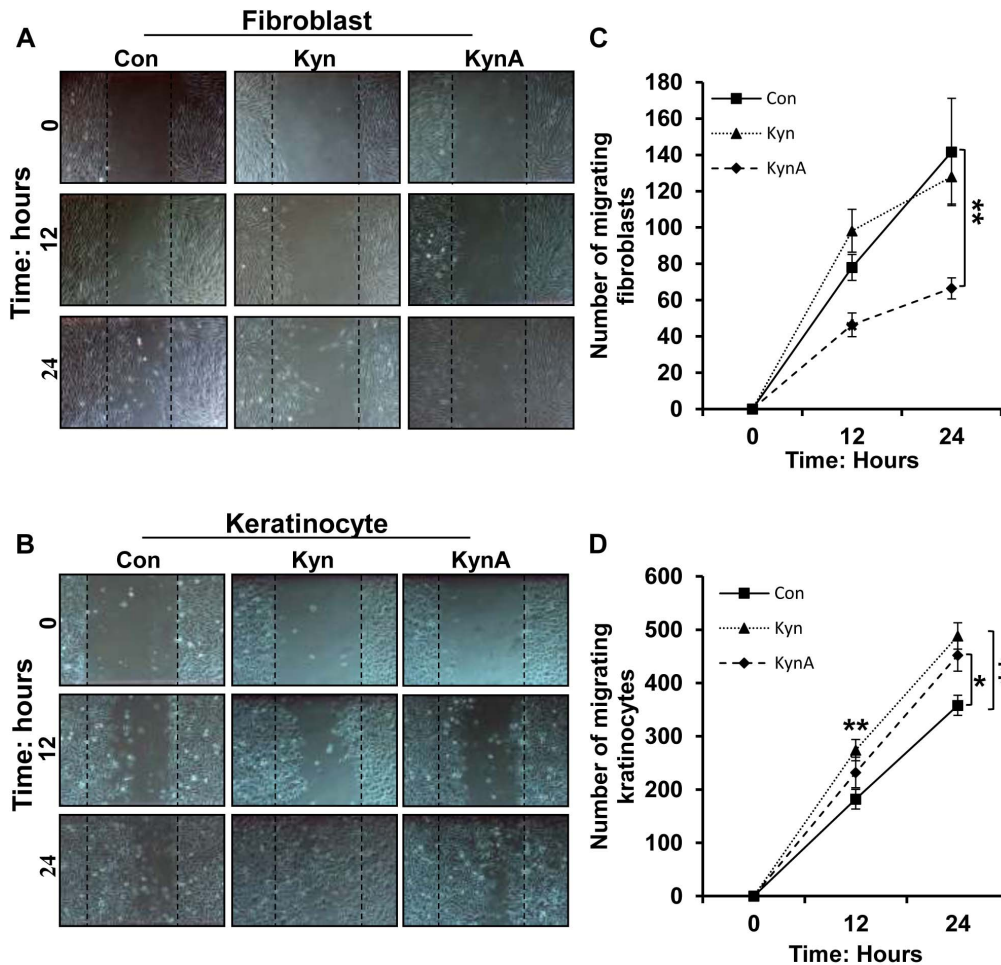 A
Fibroblast
Con Kyn KynA
Time: hours
0
12
24
C
Number of migrating
fibroblasts
180
160
140
120
100
80
60
40
20
0
Con
Kyn
KynA
**
0 12 24
Time: Hours
B
Keratinocyte
Con Kyn KynA
Time: hours
0
12
24
D
Number of migrating
kratinocytes
600
500
400
300
200
100
0
Con
Kyn
KynA
**
*
0 12 24
Time: Hours